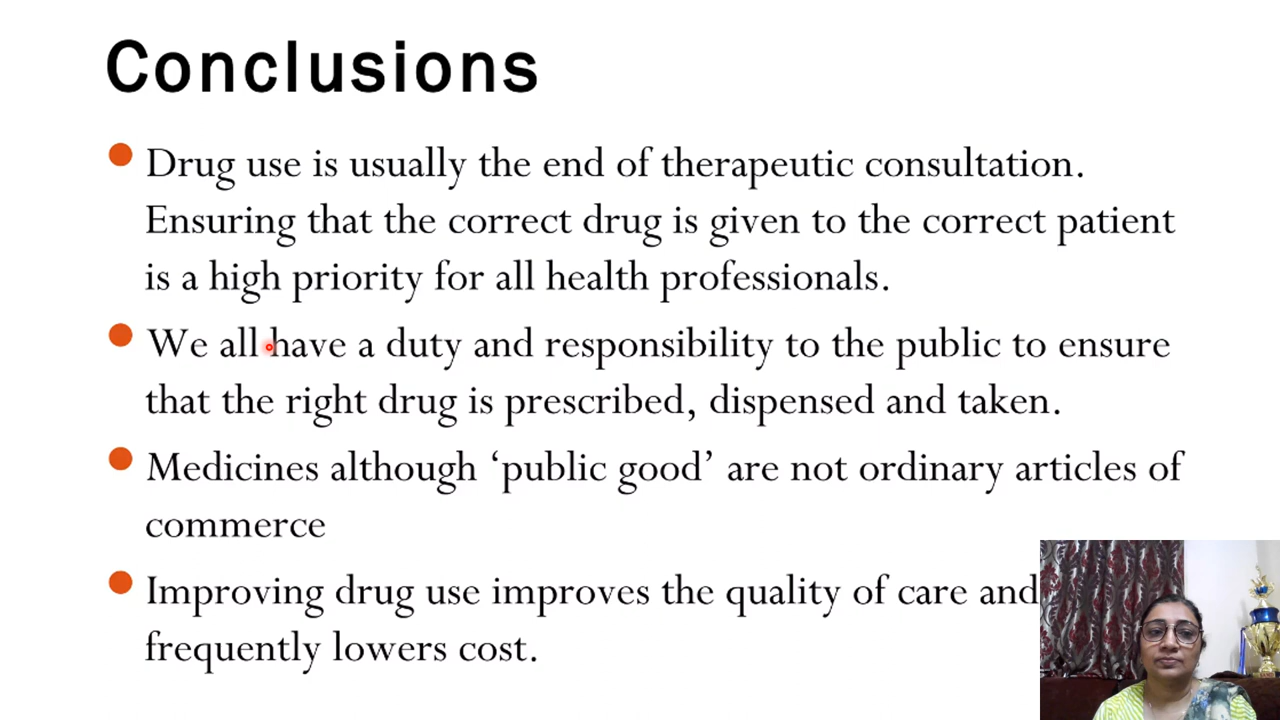 Conclusions
Drug use is usually the end of therapeutic consultation.
Ensuring that the correct drug is given to the correct patient
is a high priority for all health professionals.
We all have a duty and responsibility to the public to ensure
that the right drug is prescribed, dispensed and taken.
Medicines although ‘public good’ are not ordinary articles of
commerce
Improving drug use improves the quality of care and
frequently lowers cost.